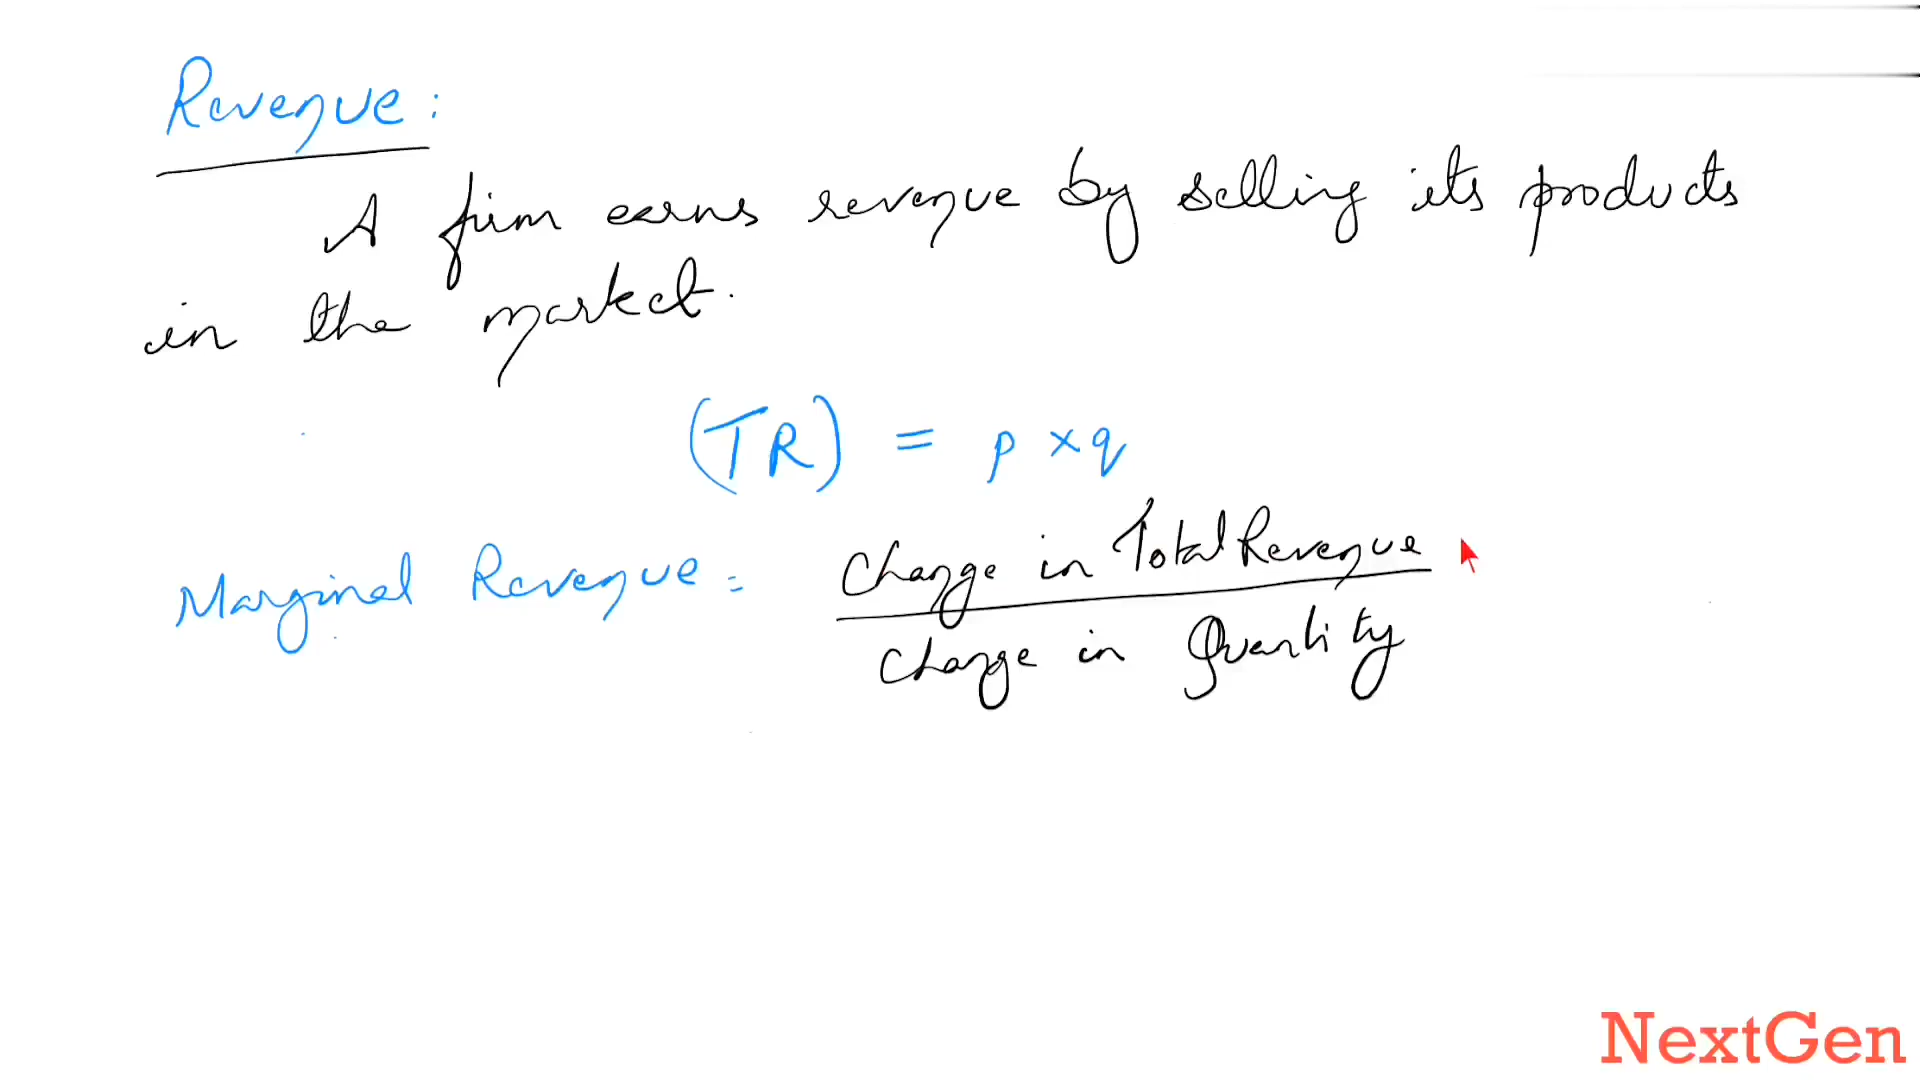 Revenue:
A firm earns revenue by selling its products
in the market.
(TR) = p × q
Marginal Revenue = Change in Total Revenue
Change in Quantity
NextGen